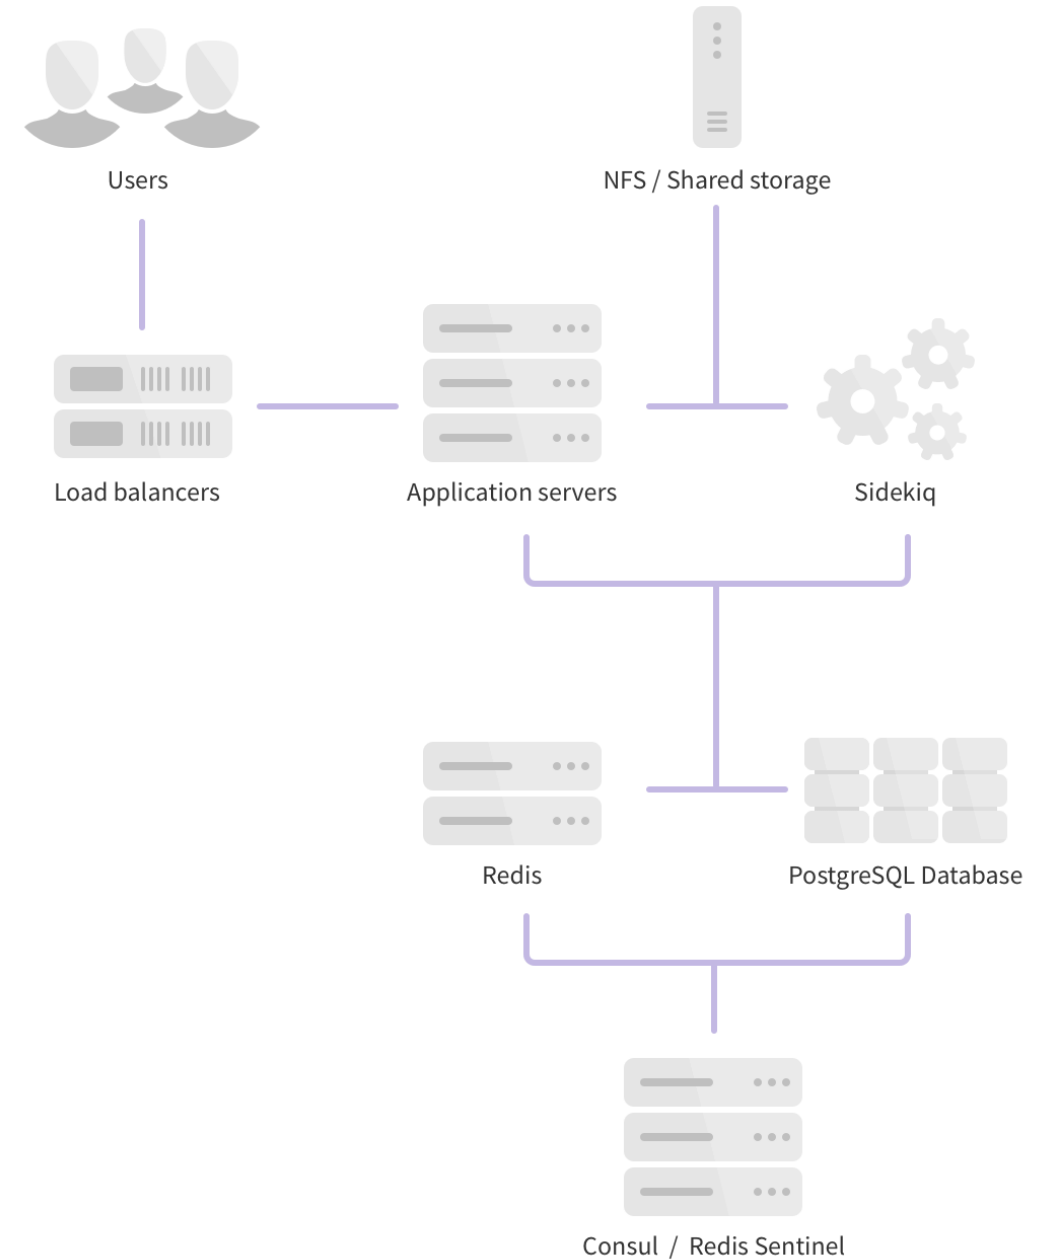 Users
NFS / Shared storage
Load balancers
Application servers
Sidekiq
Redis
PostgreSQL Database
Consul / Redis Sentinel